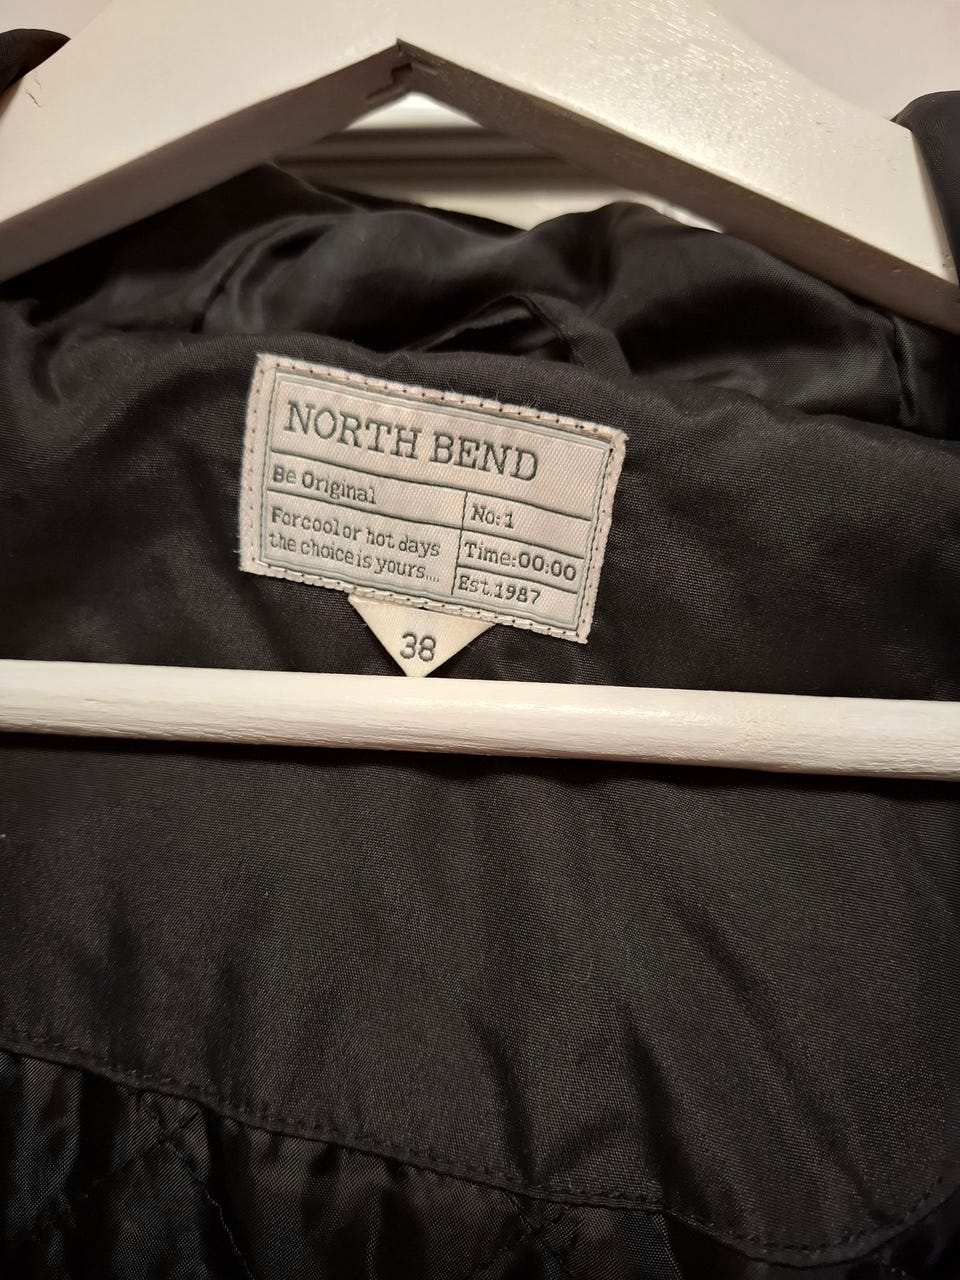 NORTH BEND
Be Original
No:1
For cool or hot days
the choice is yours....
Time:00:00
Est.1987
38